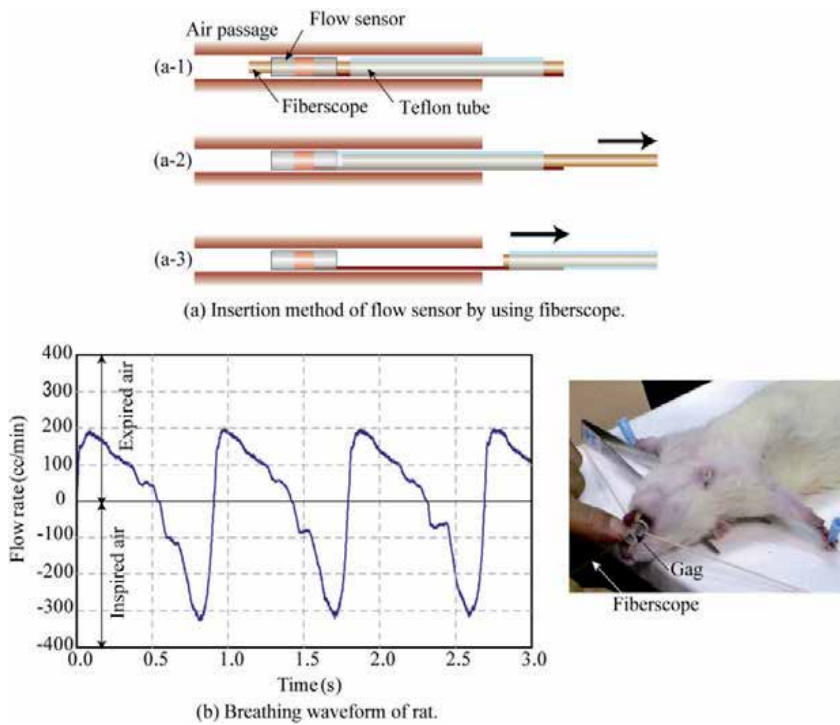 Flow sensor
Air passage
(a-1)
Fiberscope
Teflon tube
(a-2)
(a-3)
(a) Insertion method of flow sensor by using fiberscope.
400
300
200
100
0
-100
-200
-300
-400
Flow rate (cc/min)
Expired air
Inspired air
0.0 0.5 1.0 1.5 2.0 2.5 3.0
Time (s)
Gag
Fiberscope
(b) Breathing waveform of rat.